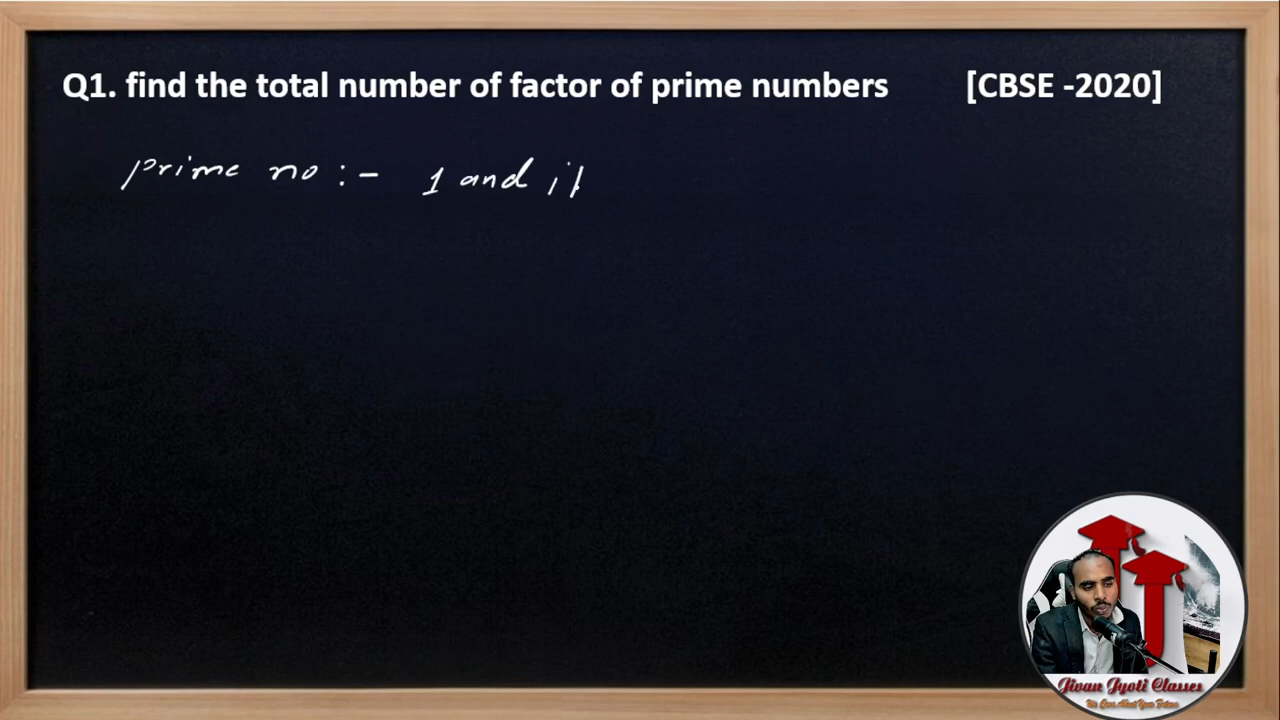 Q1. find the total number of factor of prime numbers [CBSE -2020]
prime no :- 1 and it
Jivan Jyoti Classes